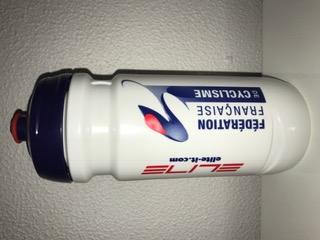 FÉDÉRATION
FRANÇAISE
DE CYCLISME
ELITE
elite-it.com